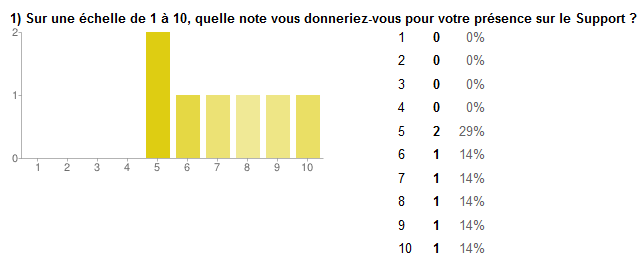 1) Sur une échelle de 1 à 10, quelle note vous donneriez-vous pour votre présence sur le Support ?
2
1
0
1 2 3 4 5 6 7 8 9 10
1 0 0%
2 0 0%
3 0 0%
4 0 0%
5 2 29%
6 1 14%
7 1 14%
8 1 14%
9 1 14%
10 1 14%